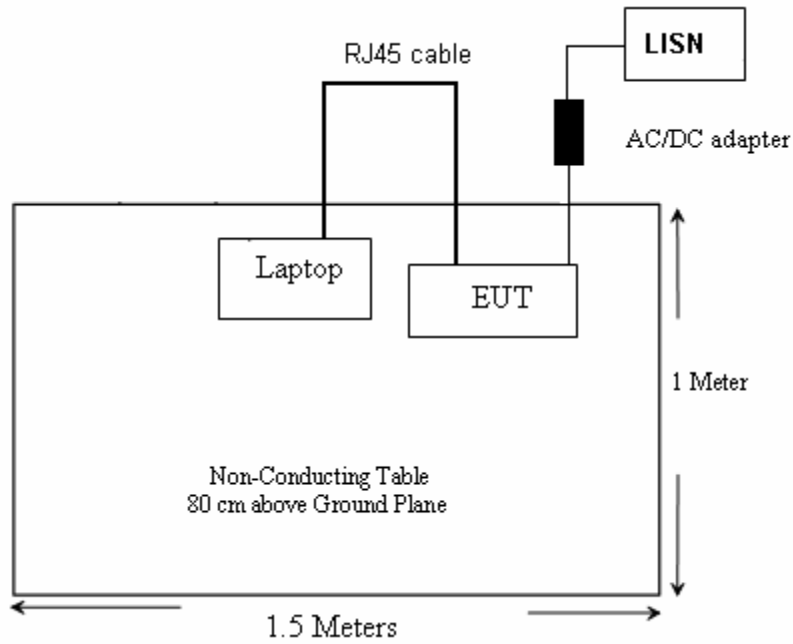 LISN
RJ45 cable
AC/DC adapter
Laptop
EUT
1 Meter
Non-Conducting Table
80 cm above Ground Plane
1.5 Meters